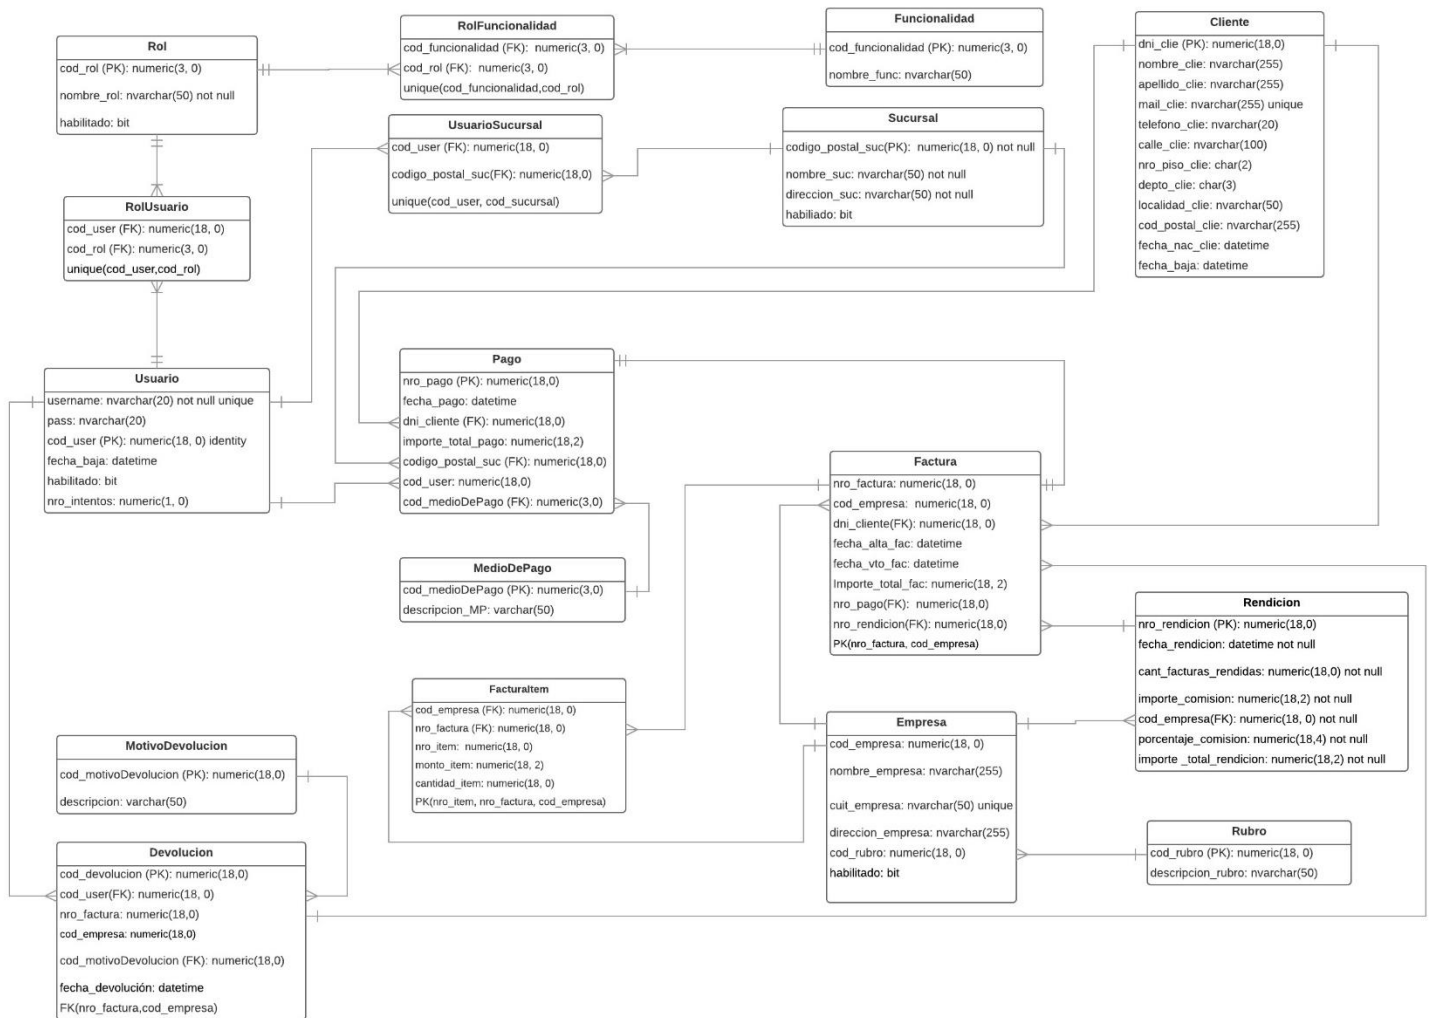 Rol
cod_rol (PK): numeric(3, 0)
nombre_rol: nvarchar(50) not null
habilitado: bit
RolFuncionalidad
cod_funcionalidad (FK): numeric(3, 0)
cod_rol (FK): numeric(3, 0)
unique(cod_funcionalidad,cod_rol)
Funcionalidad
cod_funcionalidad (PK): numeric(3, 0)
nombre_func: nvarchar(50)
Cliente
dni_clie (PK): numeric(18,0)
nombre_clie: nvarchar(255)
apellido_clie: nvarchar(255)
mail_clie: nvarchar(255) unique
telefono_clie: nvarchar(20)
calle_clie: nvarchar(100)
nro_piso_clie: char(2)
depto_clie: char(3)
localidad_clie: nvarchar(50)
cod_postal_clie: nvarchar(255)
fecha_nac_clie: datetime
fecha_baja: datetime
UsuarioSucursal
cod_user (FK): numeric(18, 0)
codigo_postal_suc(FK): numeric(18,0)
unique(cod_user, cod_sucursal)
Sucursal
codigo_postal_suc(PK): numeric(18, 0) not null
nombre_suc: nvarchar(50) not null
direccion_suc: nvarchar(50) not null
habiliado: bit
RolUsuario
cod_user (FK): numeric(18, 0)
cod_rol (FK): numeric(3, 0)
unique(cod_user,cod_rol)
Usuario
username: nvarchar(20) not null unique
pass: nvarchar(20)
cod_user (PK): numeric(18, 0) identity
fecha_baja: datetime
habilitado: bit
nro_intentos: numeric(1, 0)
Pago
nro_pago (PK): numeric(18,0)
fecha_pago: datetime
dni_cliente (FK): numeric(18,0)
importe_total_pago: numeric(18,2)
codigo_postal_suc (FK): numeric(18,0)
cod_user: numeric(18,0)
cod_medioDePago (FK): numeric(3,0)
MedioDePago
cod_medioDePago (PK): numeric(3,0)
descripcion_MP: varchar(50)
Factura
nro_factura: numeric(18, 0)
cod_empresa: numeric(18, 0)
dni_cliente(FK): numeric(18, 0)
fecha_alta_fac: datetime
fecha_vto_fac: datetime
Importe_total_fac: numeric(18, 2)
nro_pago(FK): numeric(18,0)
nro_rendicion(FK): numeric(18,0)
PK(nro_factura, cod_empresa)
Rendicion
nro_rendicion (PK): numeric(18,0)
fecha_rendicion: datetime not null
cant_facturas_rendidas: numeric(18,0) not null
importe_comision: numeric(18,2) not null
cod_empresa(FK): numeric(18, 0) not null
porcentaje_comision: numeric(18,4) not null
importe _total_rendicion: numeric(18,2) not null
FacturaItem
cod_empresa (FK): numeric(18, 0)
nro_factura (FK): numeric(18, 0)
nro_item: numeric(18, 0)
monto_item: numeric(18, 2)
cantidad_item: numeric(18, 0)
PK(nro_item, nro_factura, cod_empresa)
Empresa
cod_empresa: numeric(18, 0)
nombre_empresa: nvarchar(255)
cuit_empresa: nvarchar(50) unique
direccion_empresa: nvarchar(255)
cod_rubro: numeric(18, 0)
habilitado: bit
Rubro
cod_rubro (PK): numeric(18, 0)
descripcion_rubro: nvarchar(50)
MotivoDevolucion
cod_motivoDevolucion (PK): numeric(18,0)
descripcion: varchar(50)
Devolucion
cod_devolucion (PK): numeric(18,0)
cod_user(FK): numeric(18, 0)
nro_factura: numeric(18,0)
cod_empresa: numeric(18,0)
cod_motivoDevolucion (FK): numeric(18,0)
fecha_devolución: datetime
FK(nro_factura,cod_empresa)